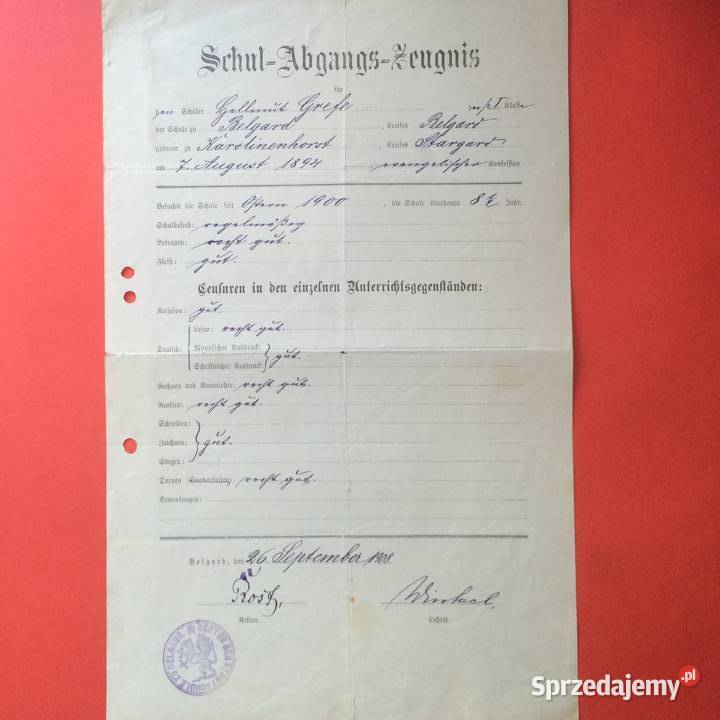 Schul-Abgangs-Zeugnis
für
den Schüler Hellmut Grefe der I Klasse
der Schule zu Belgard, Kreises Belgard
geboren zu Karolinenhorst, Kreises Stargard
am 7. August 1894 evangelischer Konfession.
Besuchte die Schule seit Ostern 1900, die Schule überhaupt 8 ½ Jahr.
Schulbesuch: regelmäßig
Betragen: recht gut.
Fleiß: gut.
Censuren in den einzelnen Unterrichtsgegenständen:
Religion: gut.
Deutsch:
Lesen: recht gut.
Mündlicher Ausdruck:
Schriftlicher Ausdruck: gut.
Rechnen und Raumlehre: recht gut.
Realien: recht gut.
Schreiben:
Zeichnen: gut.
Singen:
Turnen (Handarbeiten): recht gut.
Bemerkungen:
Belgard, den 26. September 1908.
Rost,
Rektor. Lehrer.
Sprzedajemy.pl